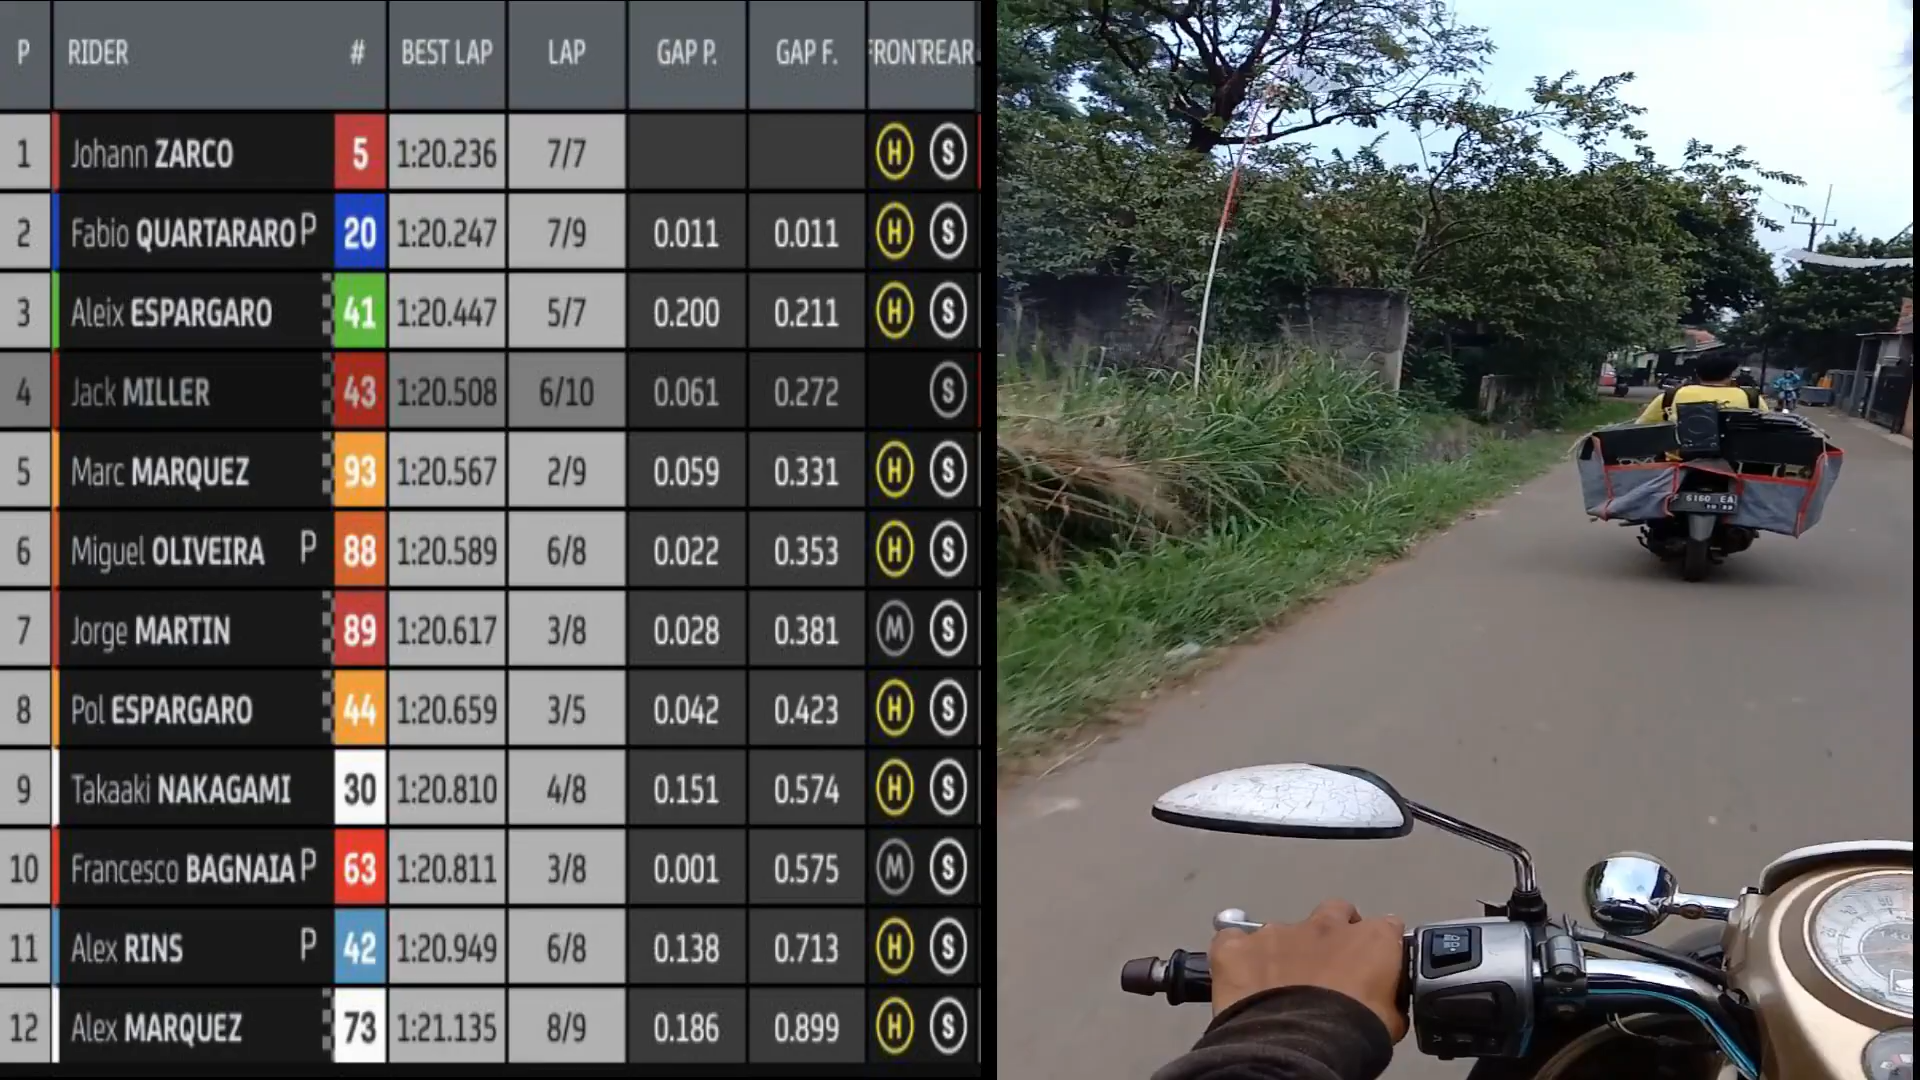 P RIDER # BEST LAP LAP GAP P. GAP F. FRONT REAR
1 Johann ZARCO 5 1:20.236 7/7 H S
2 Fabio QUARTARARO P 20 1:20.247 7/9 0.011 0.011 H S
3 Aleix ESPARGARO 41 1:20.447 5/7 0.200 0.211 H S
4 Jack MILLER 43 1:20.508 6/10 0.061 0.272 S
5 Marc MARQUEZ 93 1:20.567 2/9 0.059 0.331 H S
6 Miguel OLIVEIRA P 88 1:20.589 6/8 0.022 0.353 H S
7 Jorge MARTIN 89 1:20.617 3/8 0.028 0.381 M S
8 Pol ESPARGARO 44 1:20.659 3/5 0.042 0.423 H S
9 Takaaki NAKAGAMI 30 1:20.810 4/8 0.151 0.574 H S
10 Francesco BAGNAIA P 63 1:20.811 3/8 0.001 0.575 M S
11 Alex RINS P 42 1:20.949 6/8 0.138 0.713 H S
12 Alex MARQUEZ 73 1:21.135 8/9 0.186 0.899 H S
6160 EA